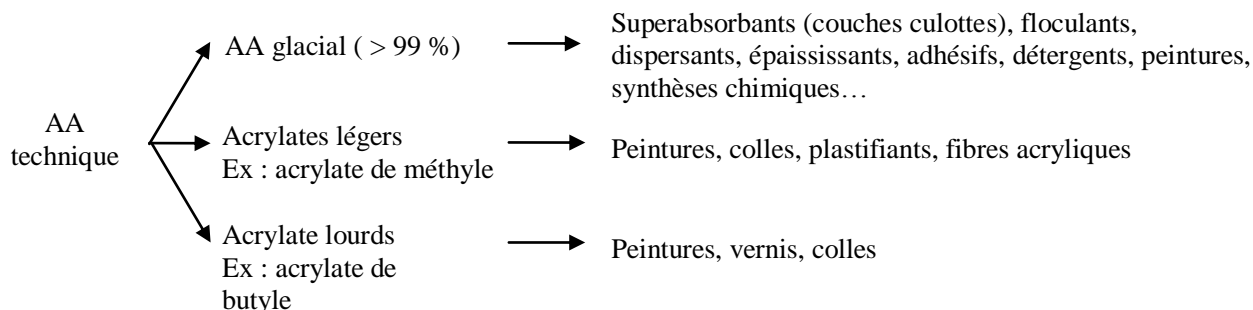 AA
technique
AA glacial ( > 99 %)
Superabsorbants (couches culottes), floculants,
dispersants, épaississants, adhésifs, détergents, peintures,
synthèses chimiques…
Acrylates légers
Ex : acrylate de méthyle
Peintures, colles, plastifiants, fibres acryliques
Acrylate lourds
Ex : acrylate de
butyle
Peintures, vernis, colles